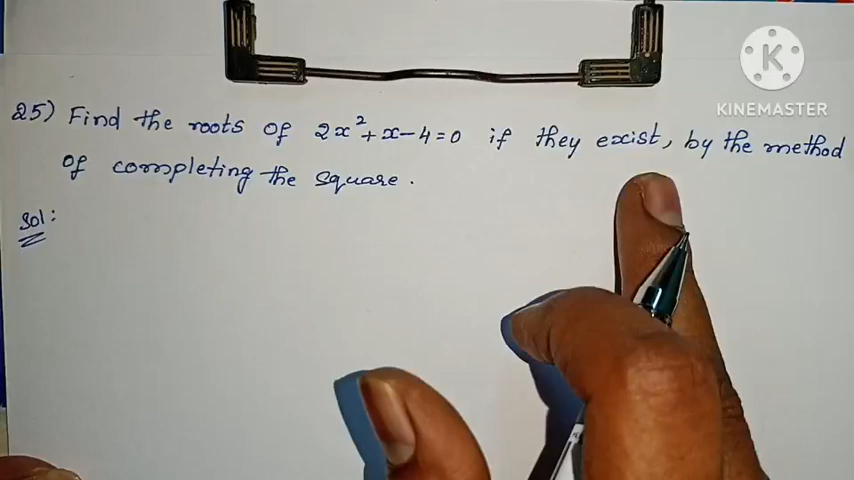 KINEMASTER
25) Find the roots of 2x²+x-4=0 if they exist, by the method
of completing the square.
Sol: